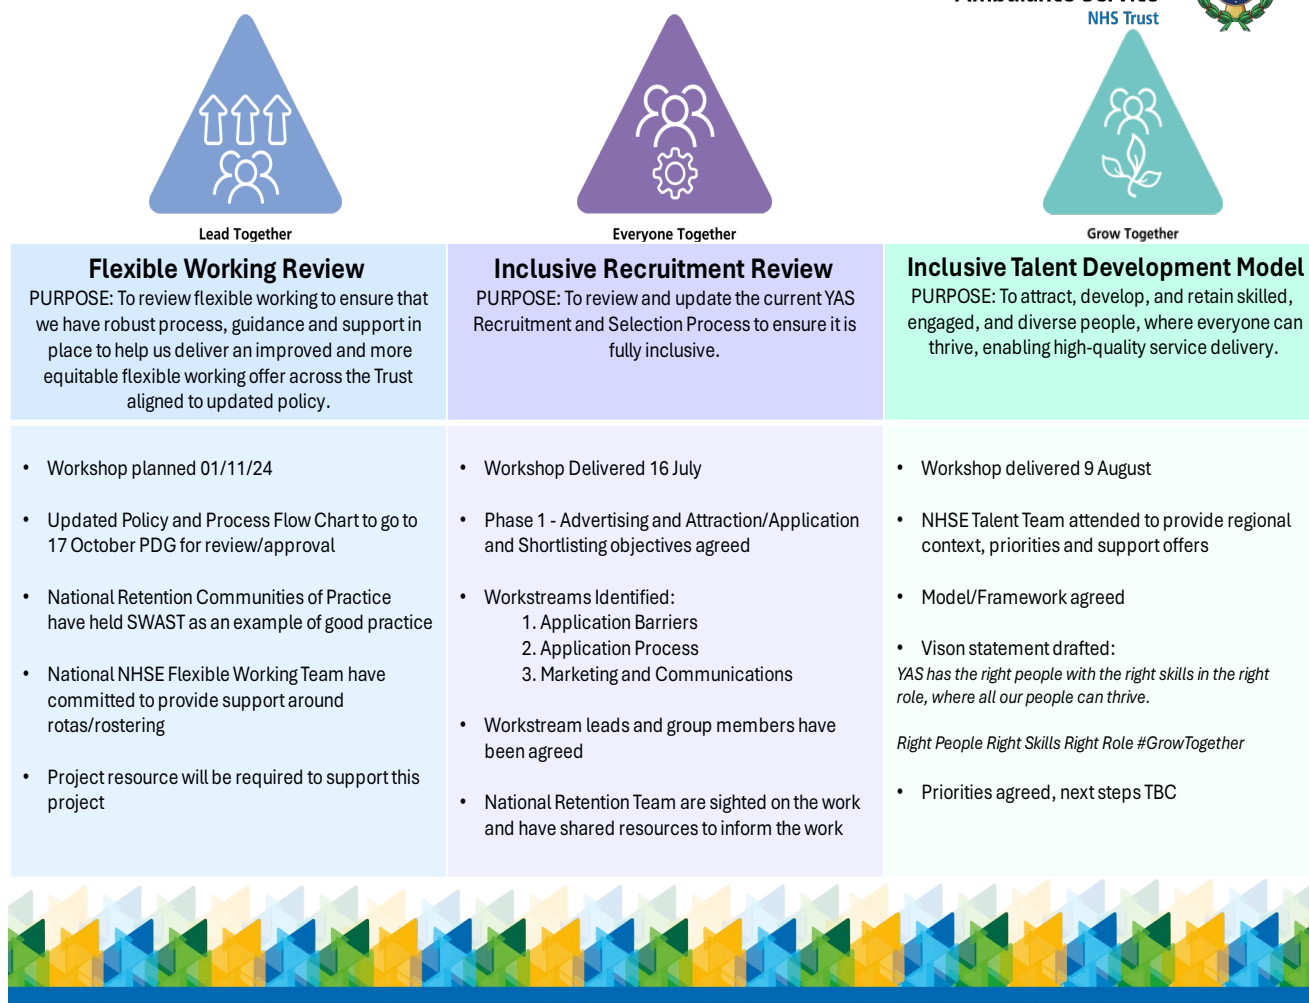 NHS Trust
Lead Together
Everyone Together
Grow Together
Flexible Working Review
PURPOSE: To review flexible working to ensure that
we have robust process, guidance and support in
place to help us deliver an improved and more
equitable flexible working offer across the Trust
aligned to updated policy.
Inclusive Recruitment Review
PURPOSE: To review and update the current YAS
Recruitment and Selection Process to ensure it is
fully inclusive.
Inclusive Talent Development Model
PURPOSE: To attract, develop, and retain skilled,
engaged, and diverse people, where everyone can
thrive, enabling high-quality service delivery.
• Workshop planned 01/11/24
• Updated Policy and Process Flow Chart to go to
17 October PDG for review/approval
• National Retention Communities of Practice
have held SWAST as an example of good practice
• National NHSE Flexible Working Team have
committed to provide support around
rotas/rostering
• Project resource will be required to support this
project
• Workshop Delivered 16 July
• Phase 1 - Advertising and Attraction/Application
and Shortlisting objectives agreed
• Workstreams Identified:
1. Application Barriers
2. Application Process
3. Marketing and Communications
• Workstream leads and group members have
been agreed
• National Retention Team are sighted on the work
and have shared resources to inform the work
• Workshop delivered 9 August
• NHSE Talent Team attended to provide regional
context, priorities and support offers
• Model/Framework agreed
• Vison statement drafted:
YAS has the right people with the right skills in the right
role, where all our people can thrive.
Right People Right Skills Right Role #GrowTogether
• Priorities agreed, next steps TBC